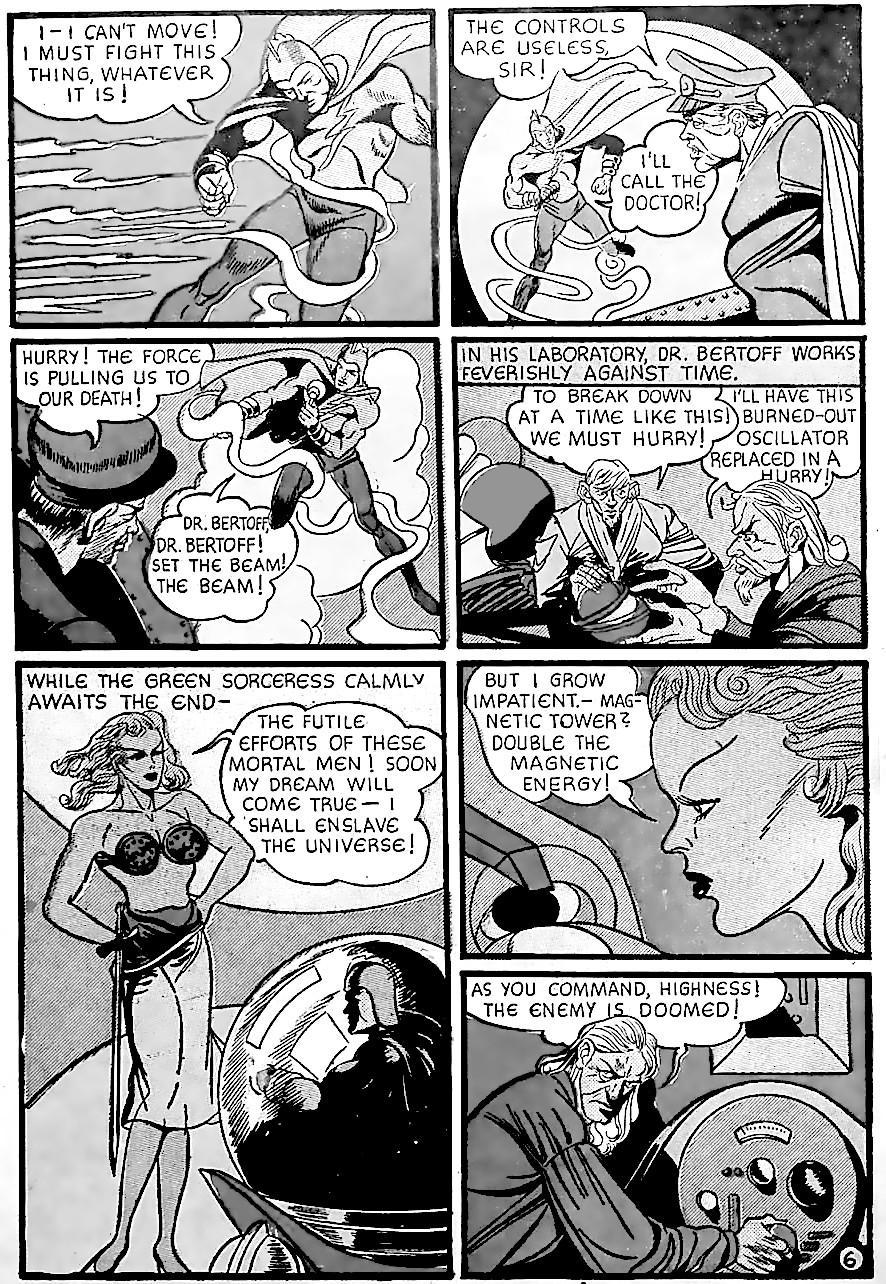 I-I CAN'T MOVE!
I MUST FIGHT THIS
THING, WHATEVER
IT IS!
THE CONTROLS
ARE USELESS,
SIR!
I'LL
CALL THE
DOCTOR!
HURRY! THE FORCE
IS PULLING US TO
OUR DEATH!
DR. BERTOFF,
DR. BERTOFF!
SET THE BEAM!
THE BEAM!
IN HIS LABORATORY, DR. BERTOFF WORKS
FEVERISHLY AGAINST TIME.
TO BREAK DOWN
AT A TIME LIKE THIS!
WE MUST HURRY!
I'LL HAVE THIS
BURNED-OUT
OSCILLATOR
REPLACED IN A
HURRY!
WHILE THE GREEN SORCERESS CALMLY
AWAITS THE END-
THE FUTILE
EFFORTS OF THESE
MORTAL MEN! SOON
MY DREAM WILL
COME TRUE- I
SHALL ENSLAVE
THE UNIVERSE!
BUT I GROW
IMPATIENT.- MAG-
NETIC TOWER?
DOUBLE THE
MAGNETIC
ENERGY!
AS YOU COMMAND, HIGHNESS!
THE ENEMY IS DOOMED!
6